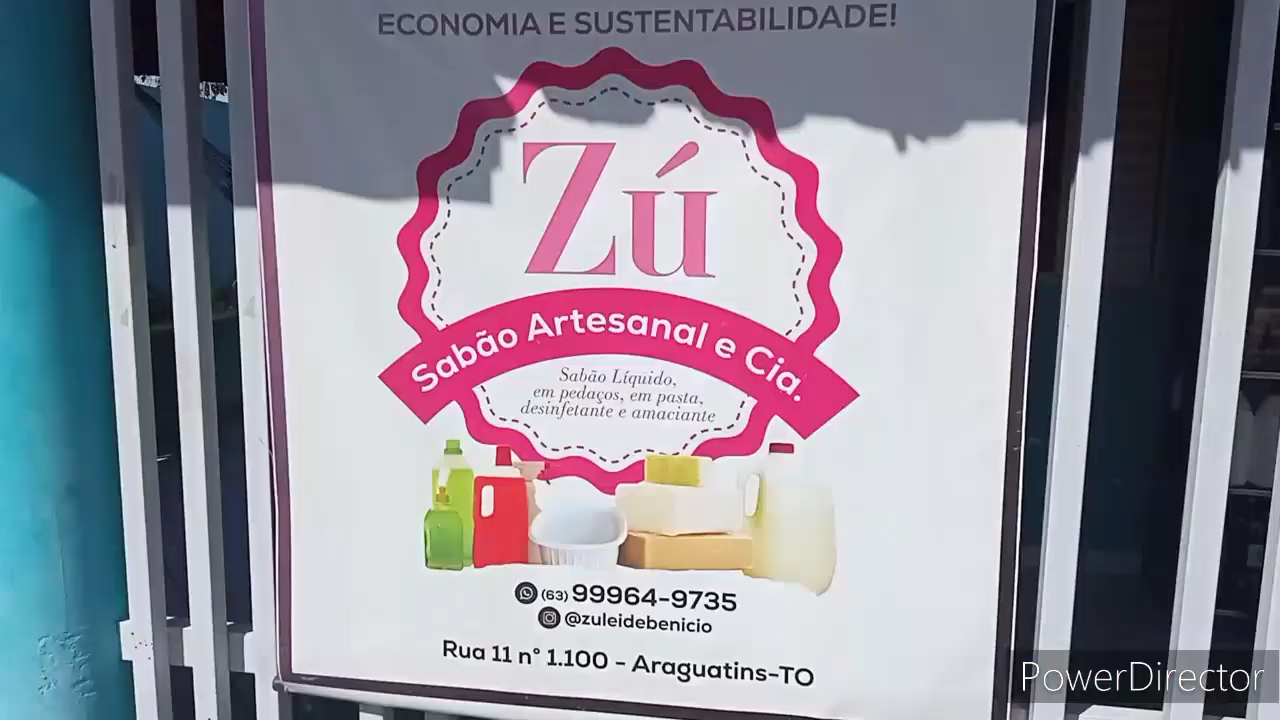 ECONOMIA E SUSTENTABILIDADE!
Zú
Sabão Artesanal e Cia.
Sabão Líquido,
em pedaços, em pasta,
desinfetante e amaciante
(63) 99964-9735
@zuleidebenicio
Rua 11 n° 1.100 - Araguatins-TO
PowerDirector